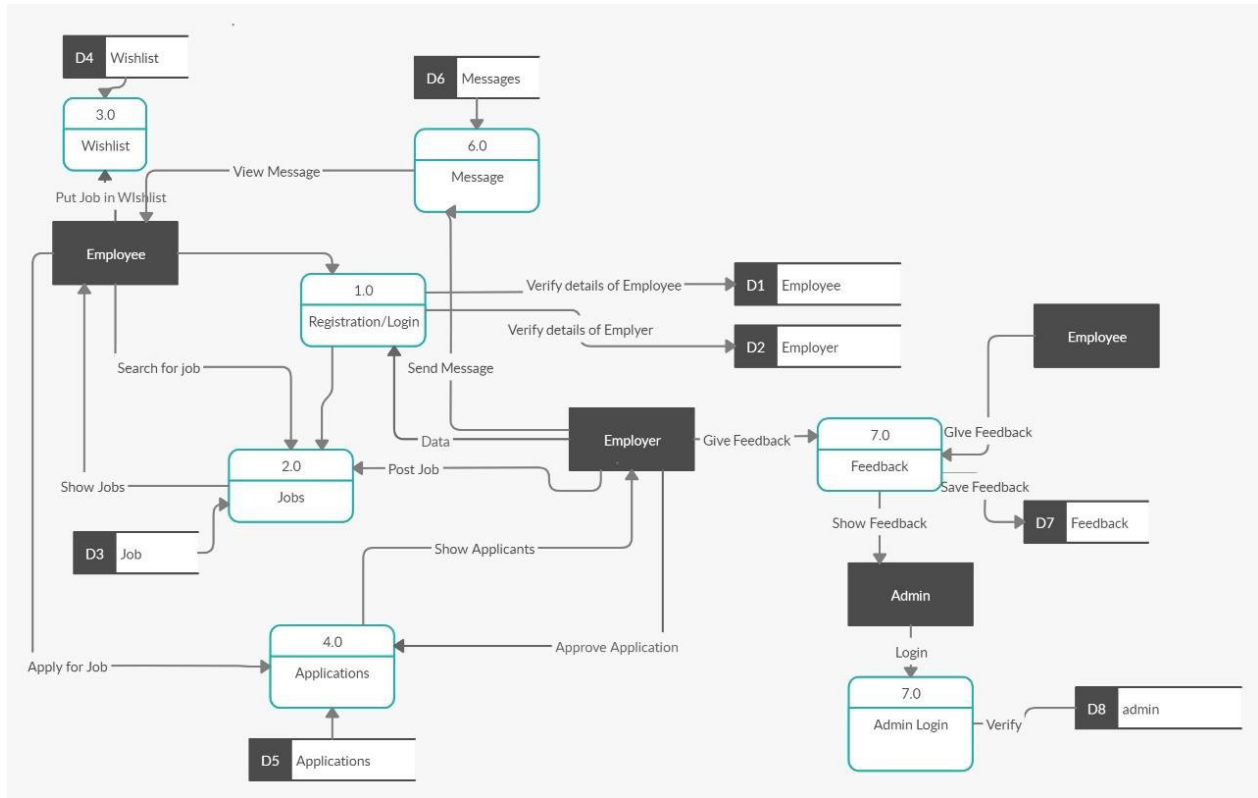 D4 Wishlist
3.0
Wishlist
D6 Messages
6.0
Message
View Message
Put Job in WIshlist
Employee
1.0
Registration/Login
Verify details of Employee
D1 Employee
Verify details of Emplyer
D2 Employer
Employee
Search for job
Send Message
Data
Employer
Give Feedback
7.0
Feedback
GIve Feedback
Save Feedback
D7 Feedback
Post Job
2.0
Jobs
Show Jobs
D3 Job
Show Feedback
Show Applicants
Admin
4.0
Applications
Approve Application
Apply for Job
Login
7.0
Admin Login
Verify
D8 admin
D5 Applications